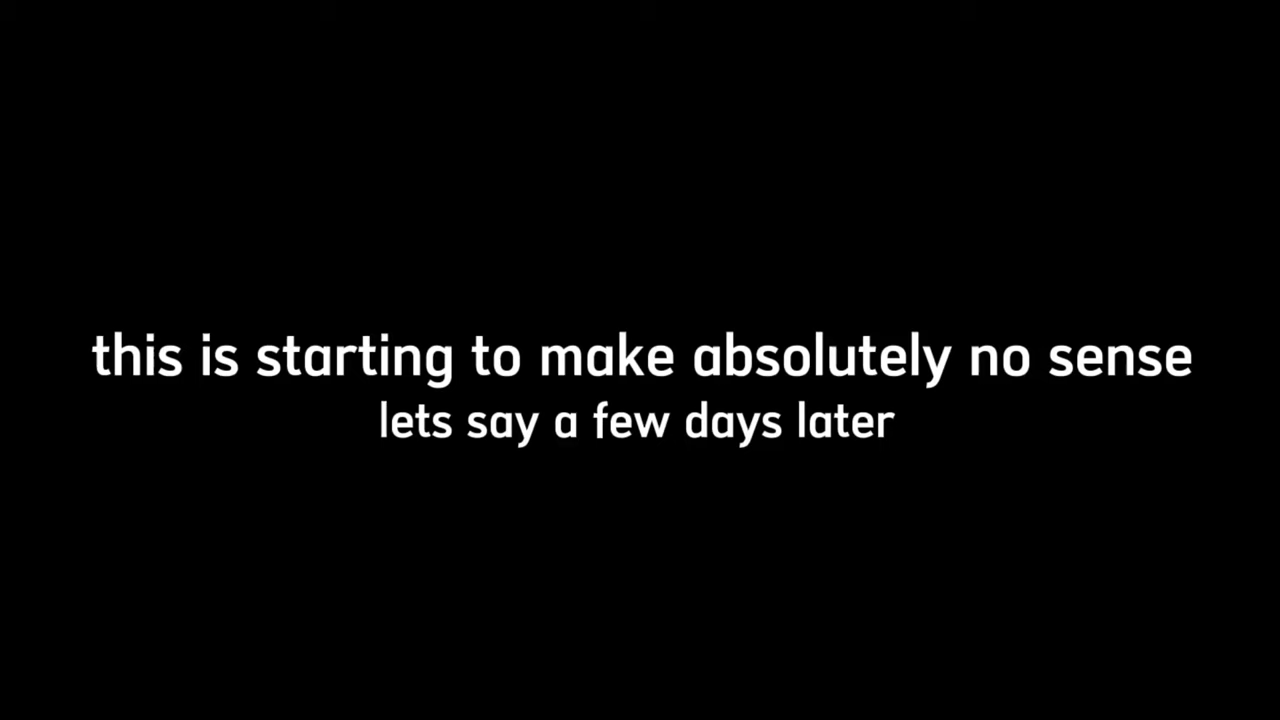 this is starting to make absolutely no sense
lets say a few days later